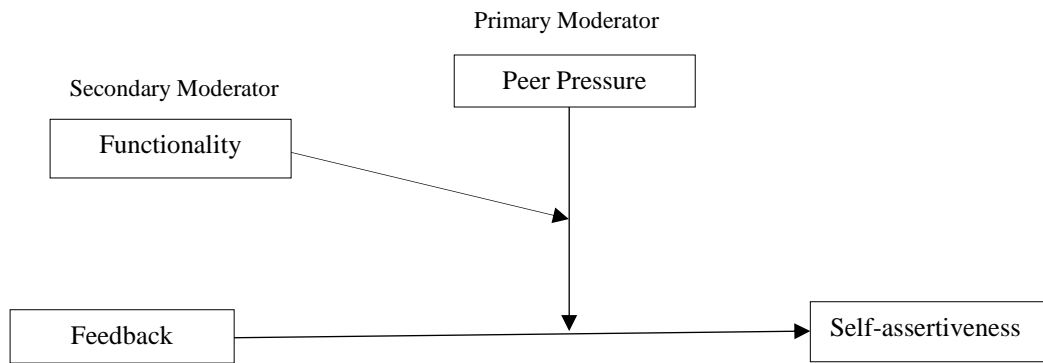 Primary Moderator
Peer Pressure
Secondary Moderator
Functionality
Feedback
Self-assertiveness